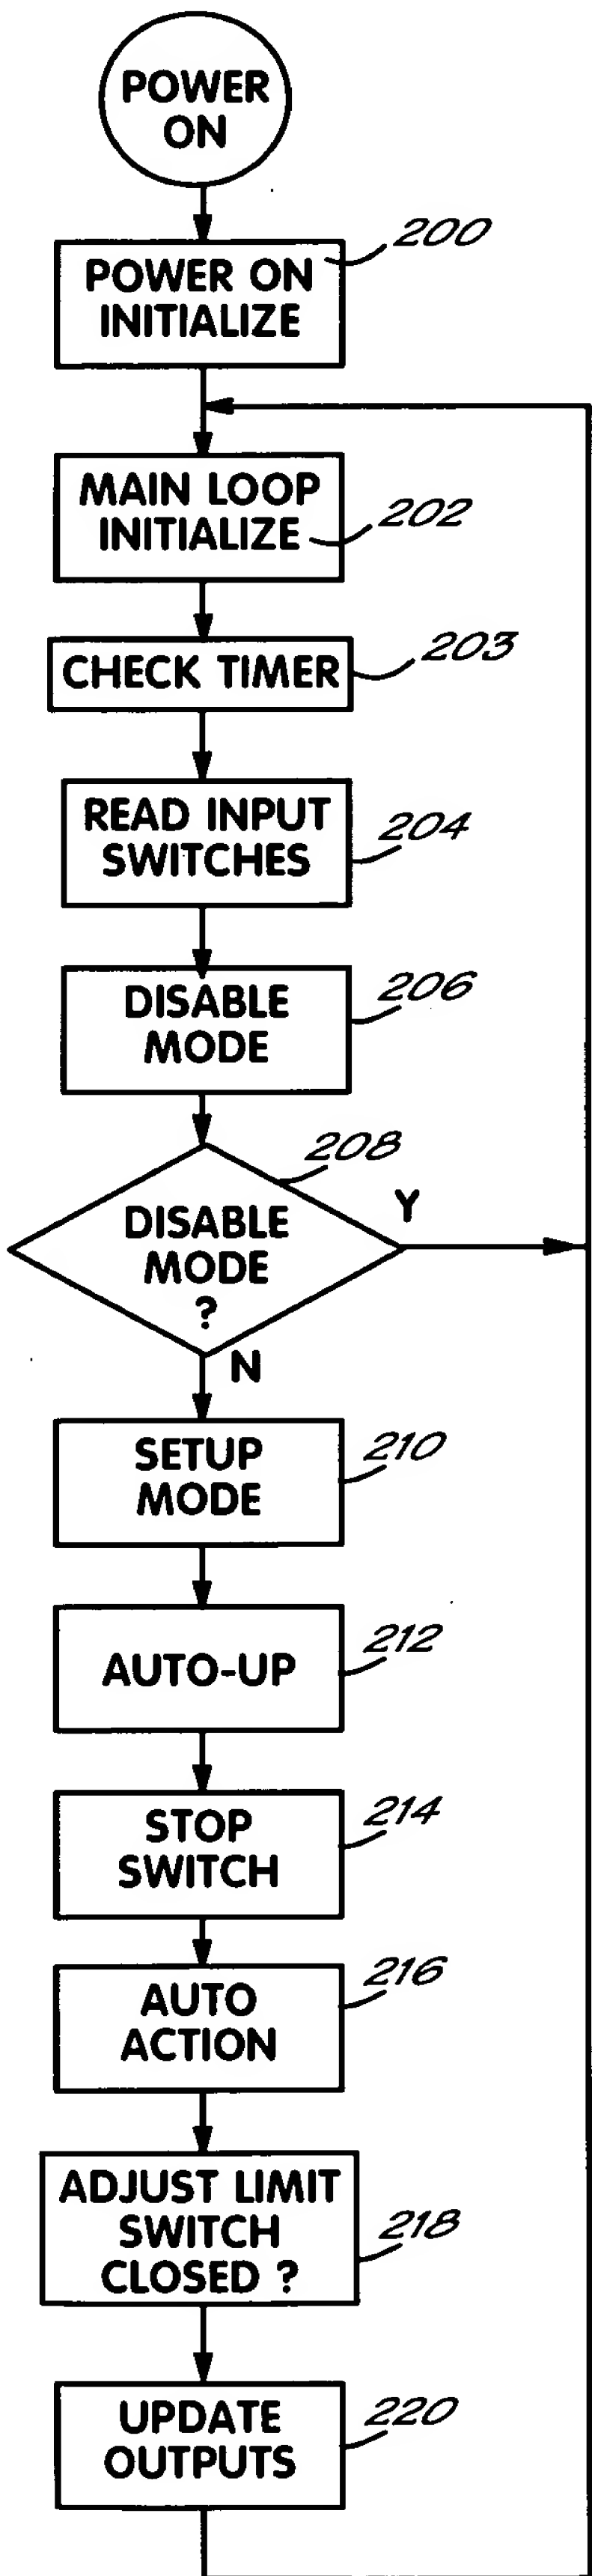 POWER
ON
200
POWER ON
INITIALIZE
MAIN LOOP
INITIALIZE
202
203
CHECK TIMER
READ INPUT
SWITCHES
204
206
DISABLE
MODE
208
DISABLE
MODE
?
Y
N
SETUP
MODE
210
212
AUTO-UP
214
STOP
SWITCH
216
AUTO
ACTION
ADJUST LIMIT
SWITCH
CLOSED ?
218
220
UPDATE
OUTPUTS